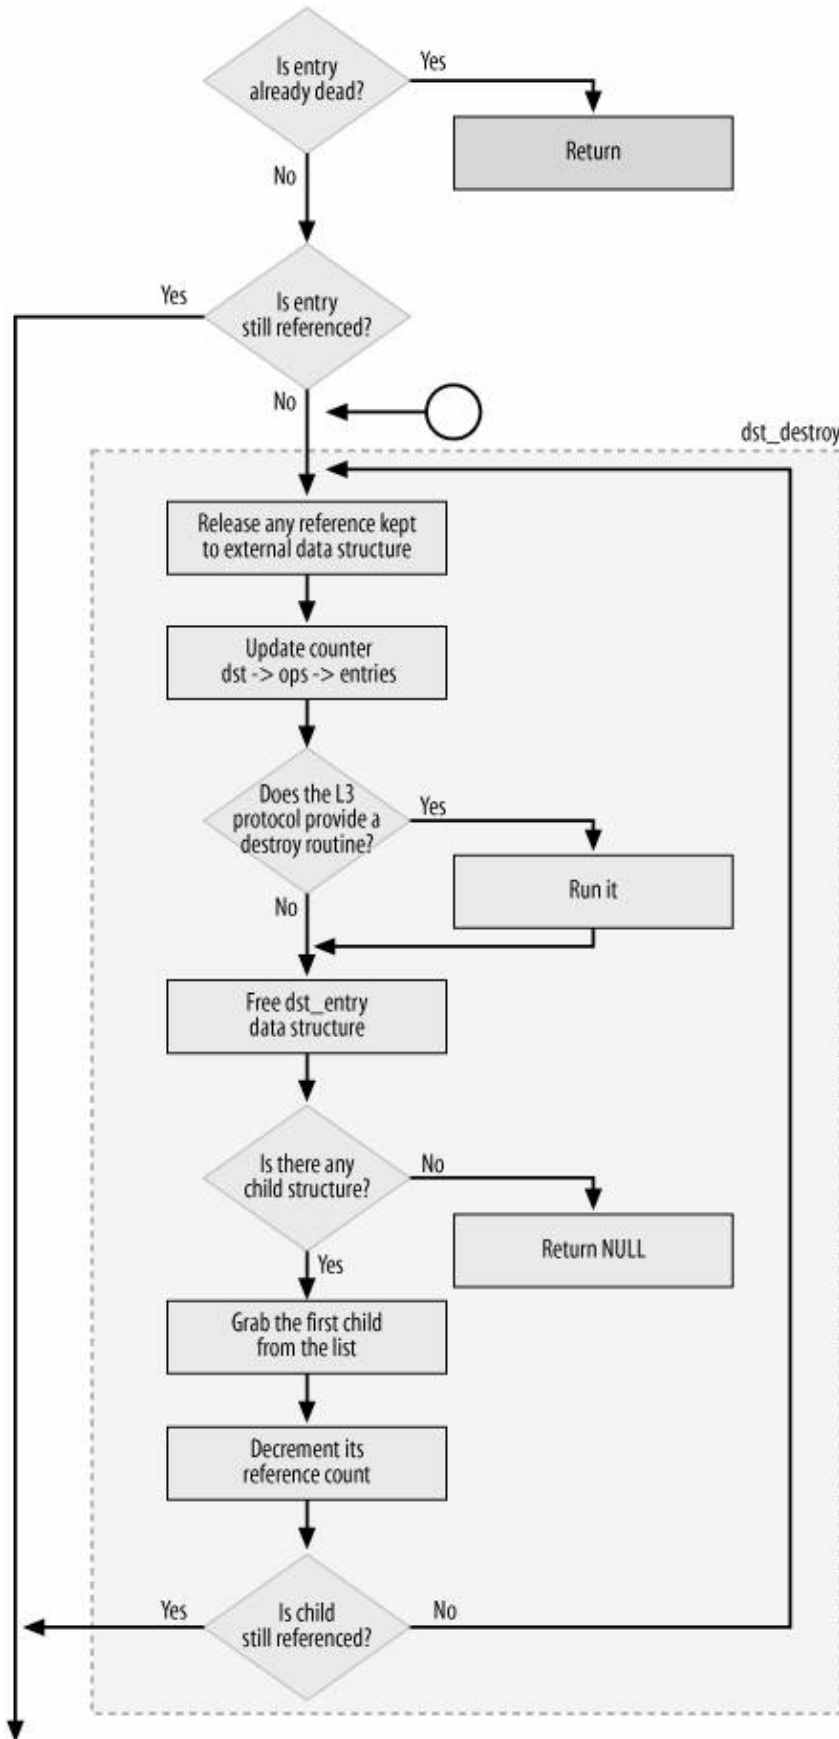 Is entry
already dead?
Yes
Return
No
Yes
Is entry
still referenced?
No
dst_destroy
Release any reference kept
to external data structure
Update counter
dst -> ops -> entries
Does the L3
protocol provide a
destroy routine?
Yes
Run it
No
Free dst_entry
data structure
Is there any
child structure?
No
Return NULL
Yes
Grab the first child
from the list
Decrement its
reference count
Yes
Is child
still referenced?
No